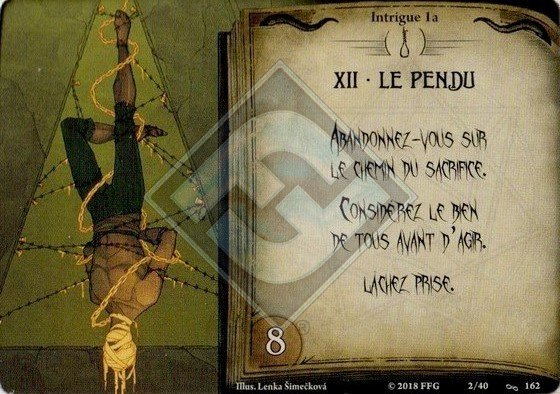 Intrigue 1a
XII · LE PENDU
ABANDONNEZ-VOUS SUR
LE CHEMIN DU SACRIFICE.
CONSIDÉREZ LE BIEN
DE TOUS AVANT D'AGIR.
LÂCHEZ PRISE.
8
Illus. Lenka Šimečková
© 2018 FFG
2/40
162